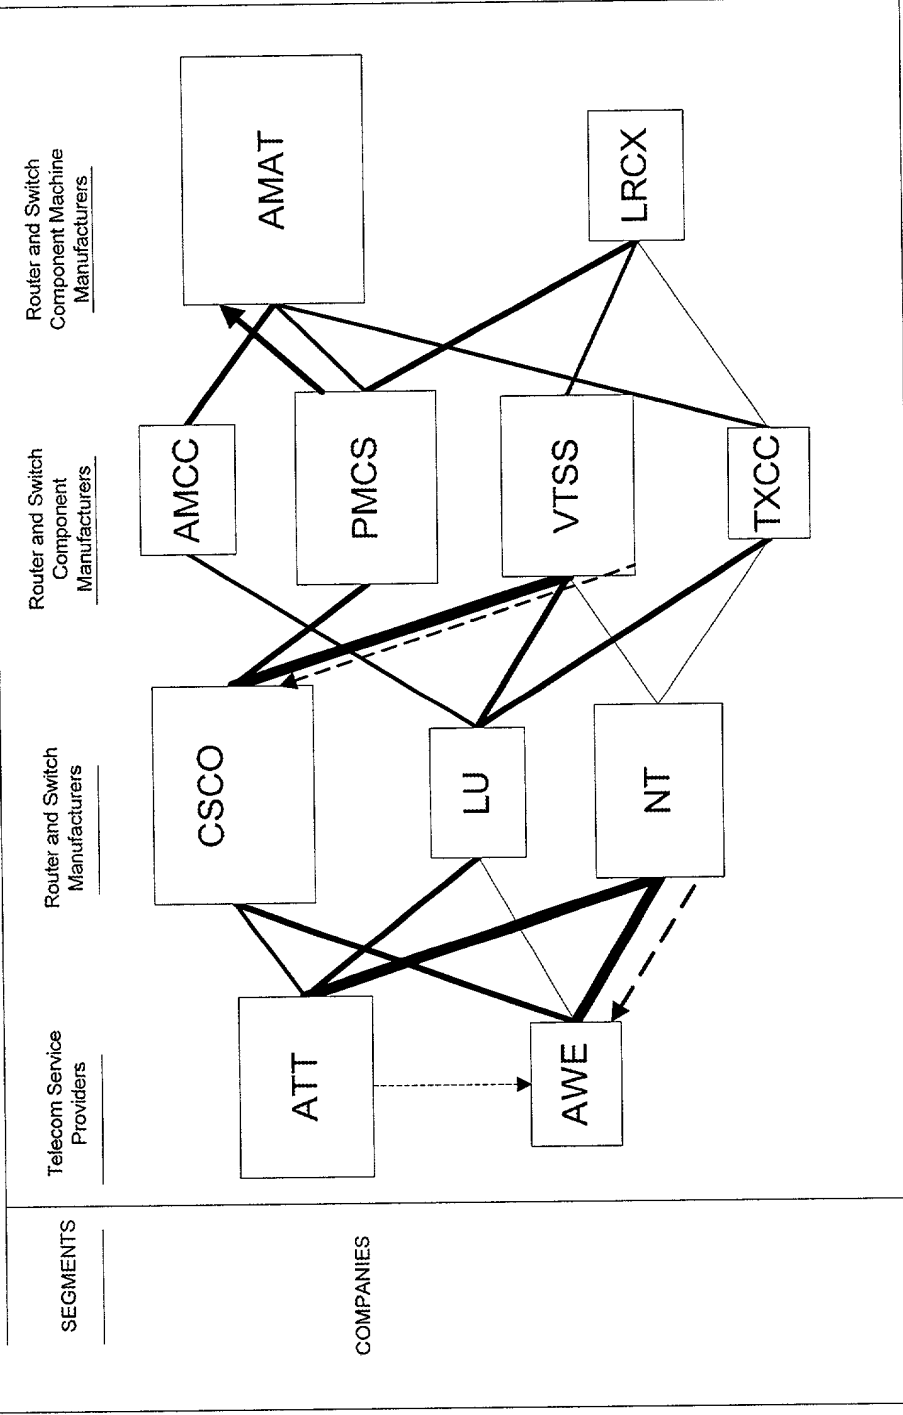 SEGMENTS
Telecom Service
Providers
Router and Switch
Manufacturers
Router and Switch
Component
Manufacturers
Router and Switch
Component Machine
Manufacturers
COMPANIES
ATT
AWE
CSCO
LU
NT
AMCC
PMCS
VTSS
TXCC
AMAT
LRCX